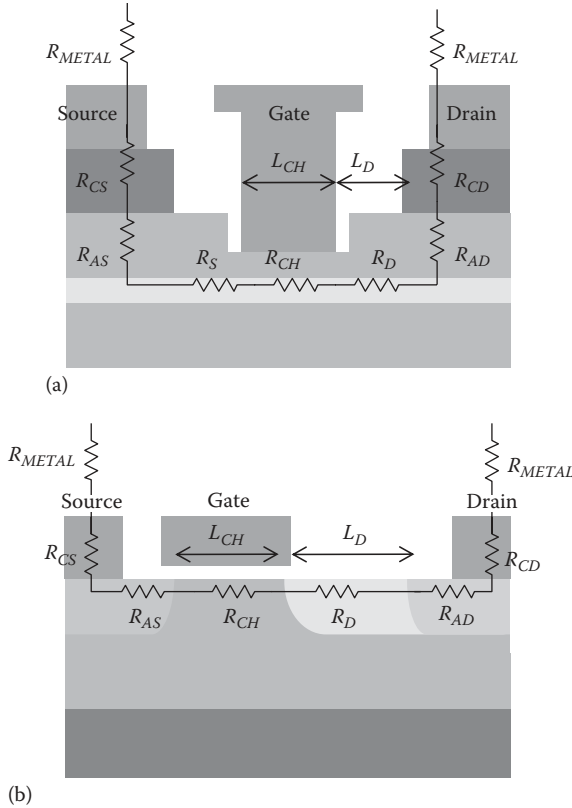 R_METAL R_METAL
Source Gate Drain
L_CH L_D
R_CS R_CD
R_AS R_S R_CH R_D R_AD
(a)
R_METAL R_METAL
Source Gate Drain
L_CH L_D
R_CS R_CD
R_AS R_CH R_D R_AD
(b)